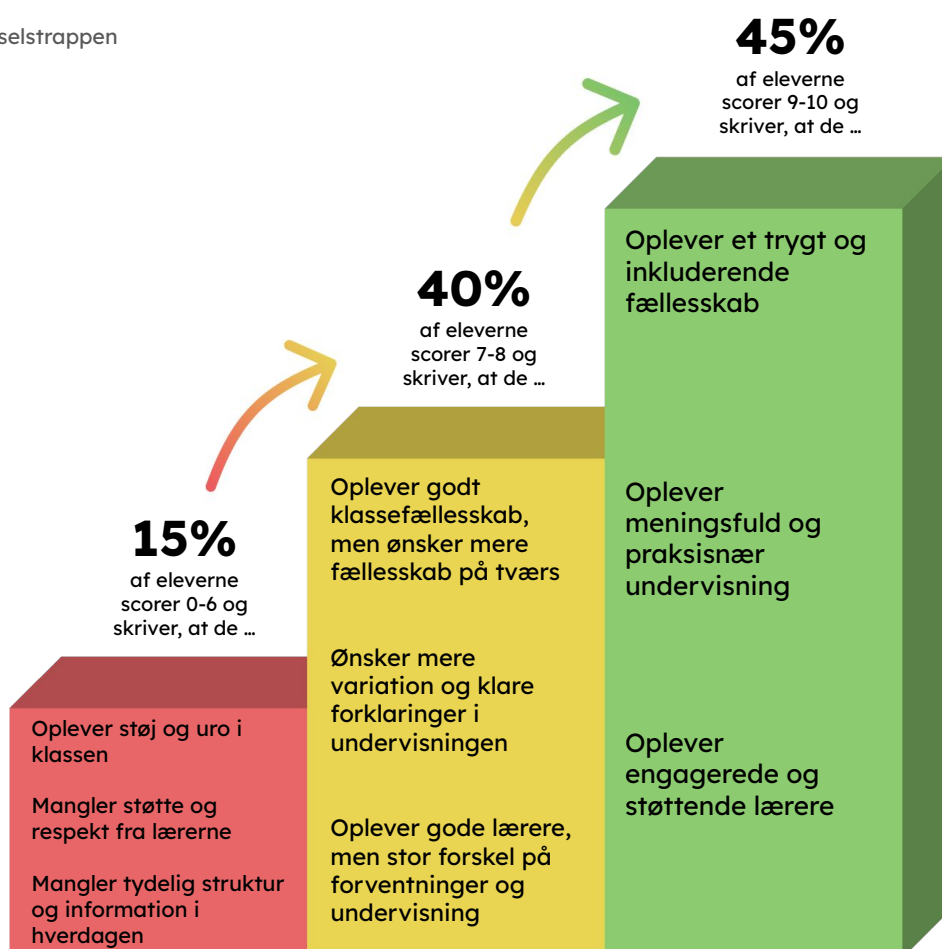 selstrappen
45%
af eleverne
scorer 9-10 og
skriver, at de ...
Oplever et trygt og
inkluderende
fællesskab
Oplever
meningsfuld og
praksisnær
undervisning
Oplever
engagerede og
støttende lærere
40%
af eleverne
scorer 7-8 og
skriver, at de ...
Oplever godt
klassefællesskab,
men ønsker mere
fællesskab på tværs
Ønsker mere
variation og klare
forklaringer i
undervisningen
Oplever gode lærere,
men stor forskel på
forventninger og
undervisning
15%
af eleverne
scorer 0-6 og
skriver, at de ...
Oplever støj og uro i
klassen
Mangler støtte og
respekt fra lærerne
Mangler tydelig struktur
og information i
hverdagen